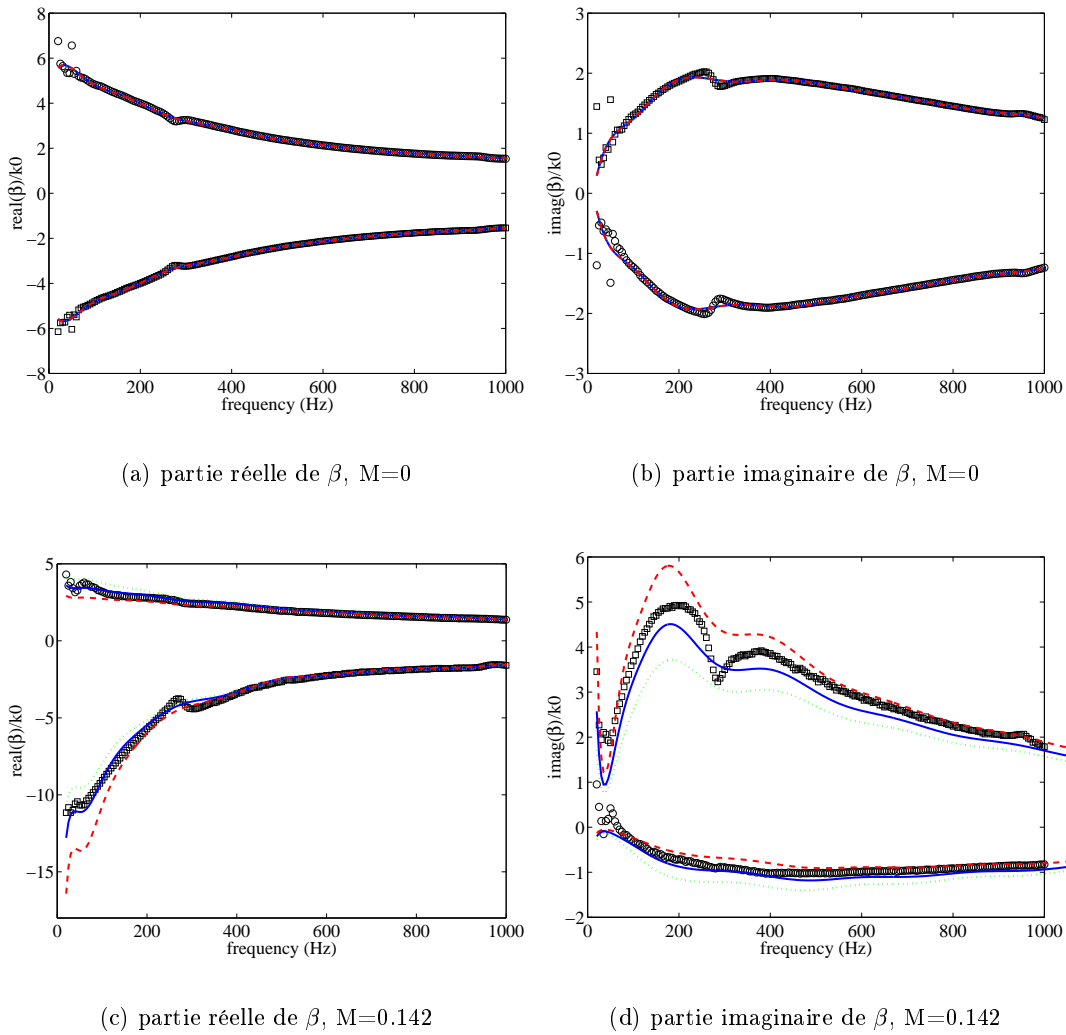 8
6
4
2
0
−2
−4
−6
−8
real(β)/k0
0 200 400 600 800 1000
frequency (Hz)
3
2
1
0
−1
−2
−3
imag(β)/k0
0 200 400 600 800 1000
frequency (Hz)
(a) partie réelle de β, M=0
(b) partie imaginaire de β, M=0
5
0
−5
−10
−15
real(β)/k0
0 200 400 600 800 1000
frequency (Hz)
6
5
4
3
2
1
0
−1
−2
imag(β)/k0
0 200 400 600 800 1000
frequency (Hz)
(c) partie réelle de β, M=0.142
(d) partie imaginaire de β, M=0.142